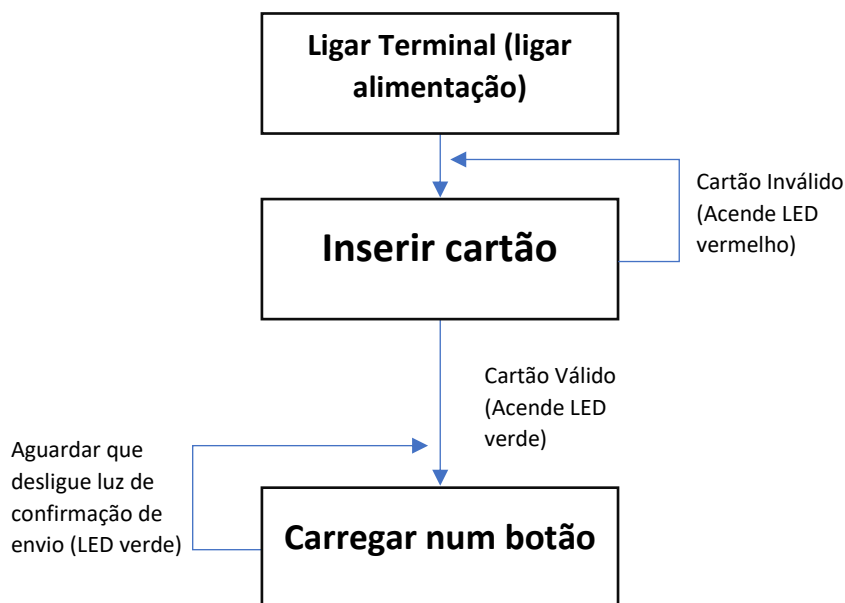 Ligar Terminal (ligar
alimentação)
Cartão Inválido
(Acende LED
vermelho)
Inserir cartão
Cartão Válido
(Acende LED
verde)
Aguardar que
desligue luz de
confirmação de
envio (LED verde)
Carregar num botão